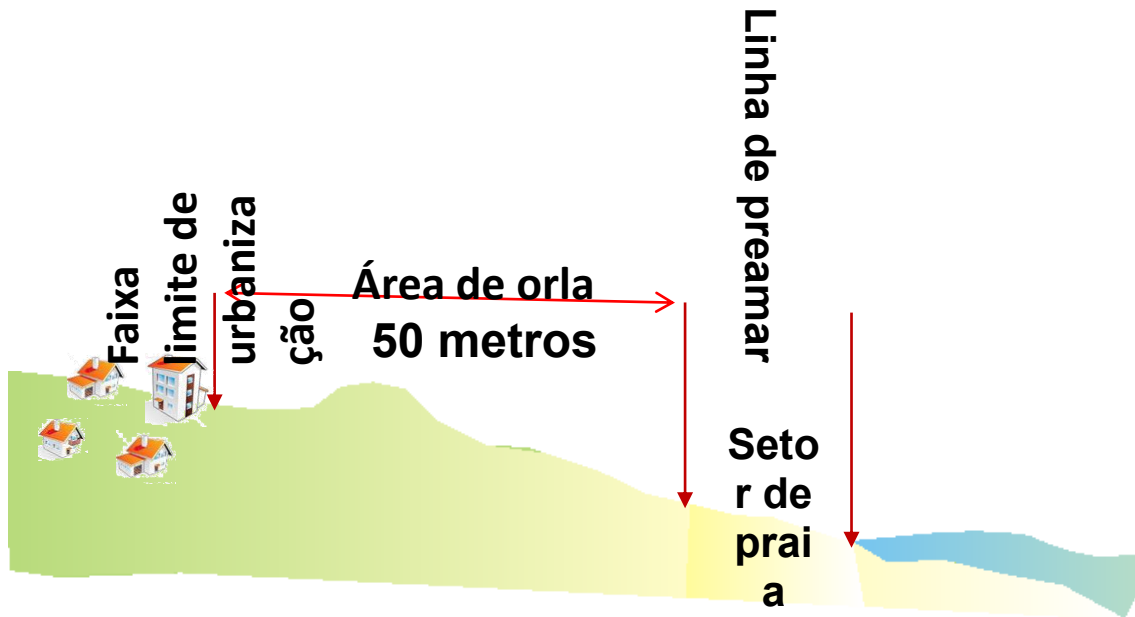 Faixa
limite de
urbaniza
ção
Área de orla
50 metros
Linha de preamar
Seto
r de
prai
a